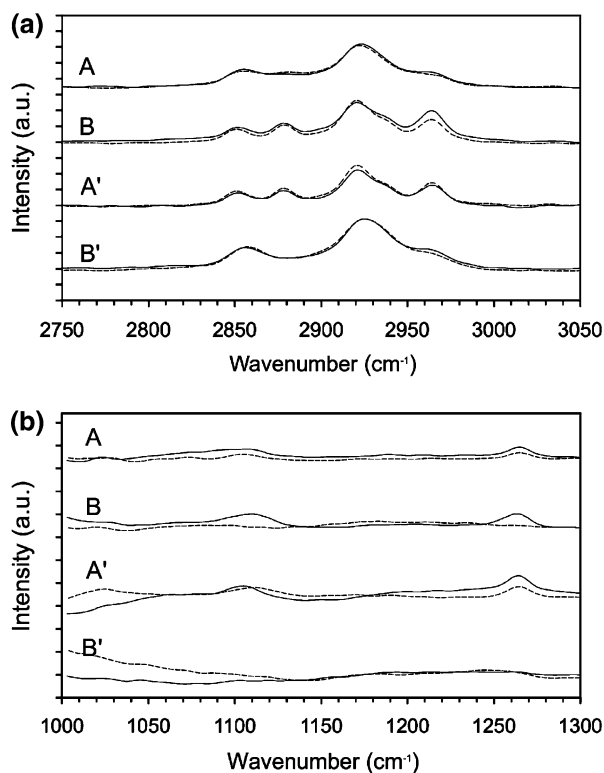 (a)
Intensity (a.u.)
A
B
A'
B'
2750 2800 2850 2900 2950 3000 3050
Wavenumber (cm-1)
(b)
Intensity (a.u.)
A
B
A'
B'
1000 1050 1100 1150 1200 1250 1300
Wavenumber (cm-1)